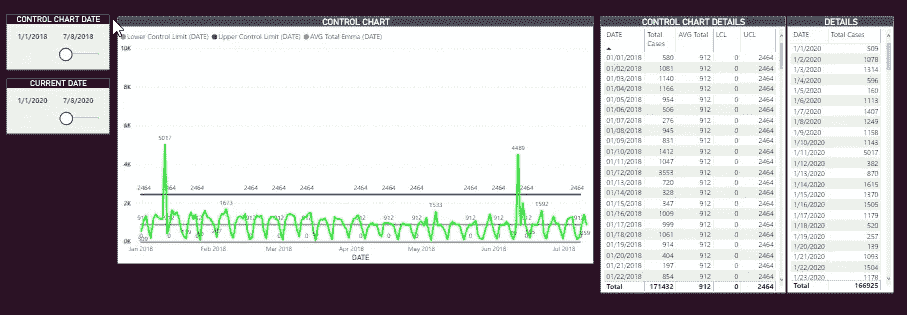 CONTROL CHART DATE
1/1/2018 7/8/2018
CURRENT DATE
1/1/2020 7/8/2020
CONTROL CHART
Lower Control Limit (DATE) Upper Control Limit (DATE) AVG Total Emma (DATE)
10K
8K
6K
4K
2K
0K
5017
4489
2464 2464 2464 2464 2464 2464 2464 2464 2464
1673
1533
1592
912 912 912 912 912 912
Jan 2018 Feb 2018 Mar 2018 Apr 2018 May 2018 Jun 2018 Jul 2018
DATE
CONTROL CHART DETAILS
DATE Total Cases AVG Total LCL UCL
01/01/2018 580 912 0 2464
01/02/2018 1081 912 0 2464
01/03/2018 1140 912 0 2464
01/04/2018 1166 912 0 2464
01/05/2018 954 912 0 2464
01/06/2018 506 912 0 2464
01/07/2018 276 912 0 2464
01/08/2018 945 912 0 2464
01/09/2018 831 912 0 2464
01/10/2018 1412 912 0 2464
01/11/2018 1047 912 0 2464
01/12/2018 3553 912 0 2464
01/13/2018 720 912 0 2464
01/14/2018 328 912 0 2464
01/15/2018 347 912 0 2464
01/16/2018 1009 912 0 2464
01/17/2018 999 912 0 2464
01/18/2018 1061 912 0 2464
01/19/2018 914 912 0 2464
01/20/2018 404 912 0 2464
01/21/2018 197 912 0 2464
01/22/2018 854 912 0 2464
Total 171432 912 0 2464
DETAILS
DATE Total Cases
1/1/2020 509
1/2/2020 1078
1/3/2020 1314
1/4/2020 596
1/5/2020 160
1/6/2020 1113
1/7/2020 1407
1/8/2020 1249
1/9/2020 1158
1/10/2020 1143
1/11/2020 5017
1/12/2020 382
1/13/2020 870
1/14/2020 1615
1/15/2020 1370
1/16/2020 1505
1/17/2020 1179
1/18/2020 520
1/19/2020 257
1/20/2020 139
1/21/2020 1093
1/22/2020 1504
1/23/2020 1178
Total 166925